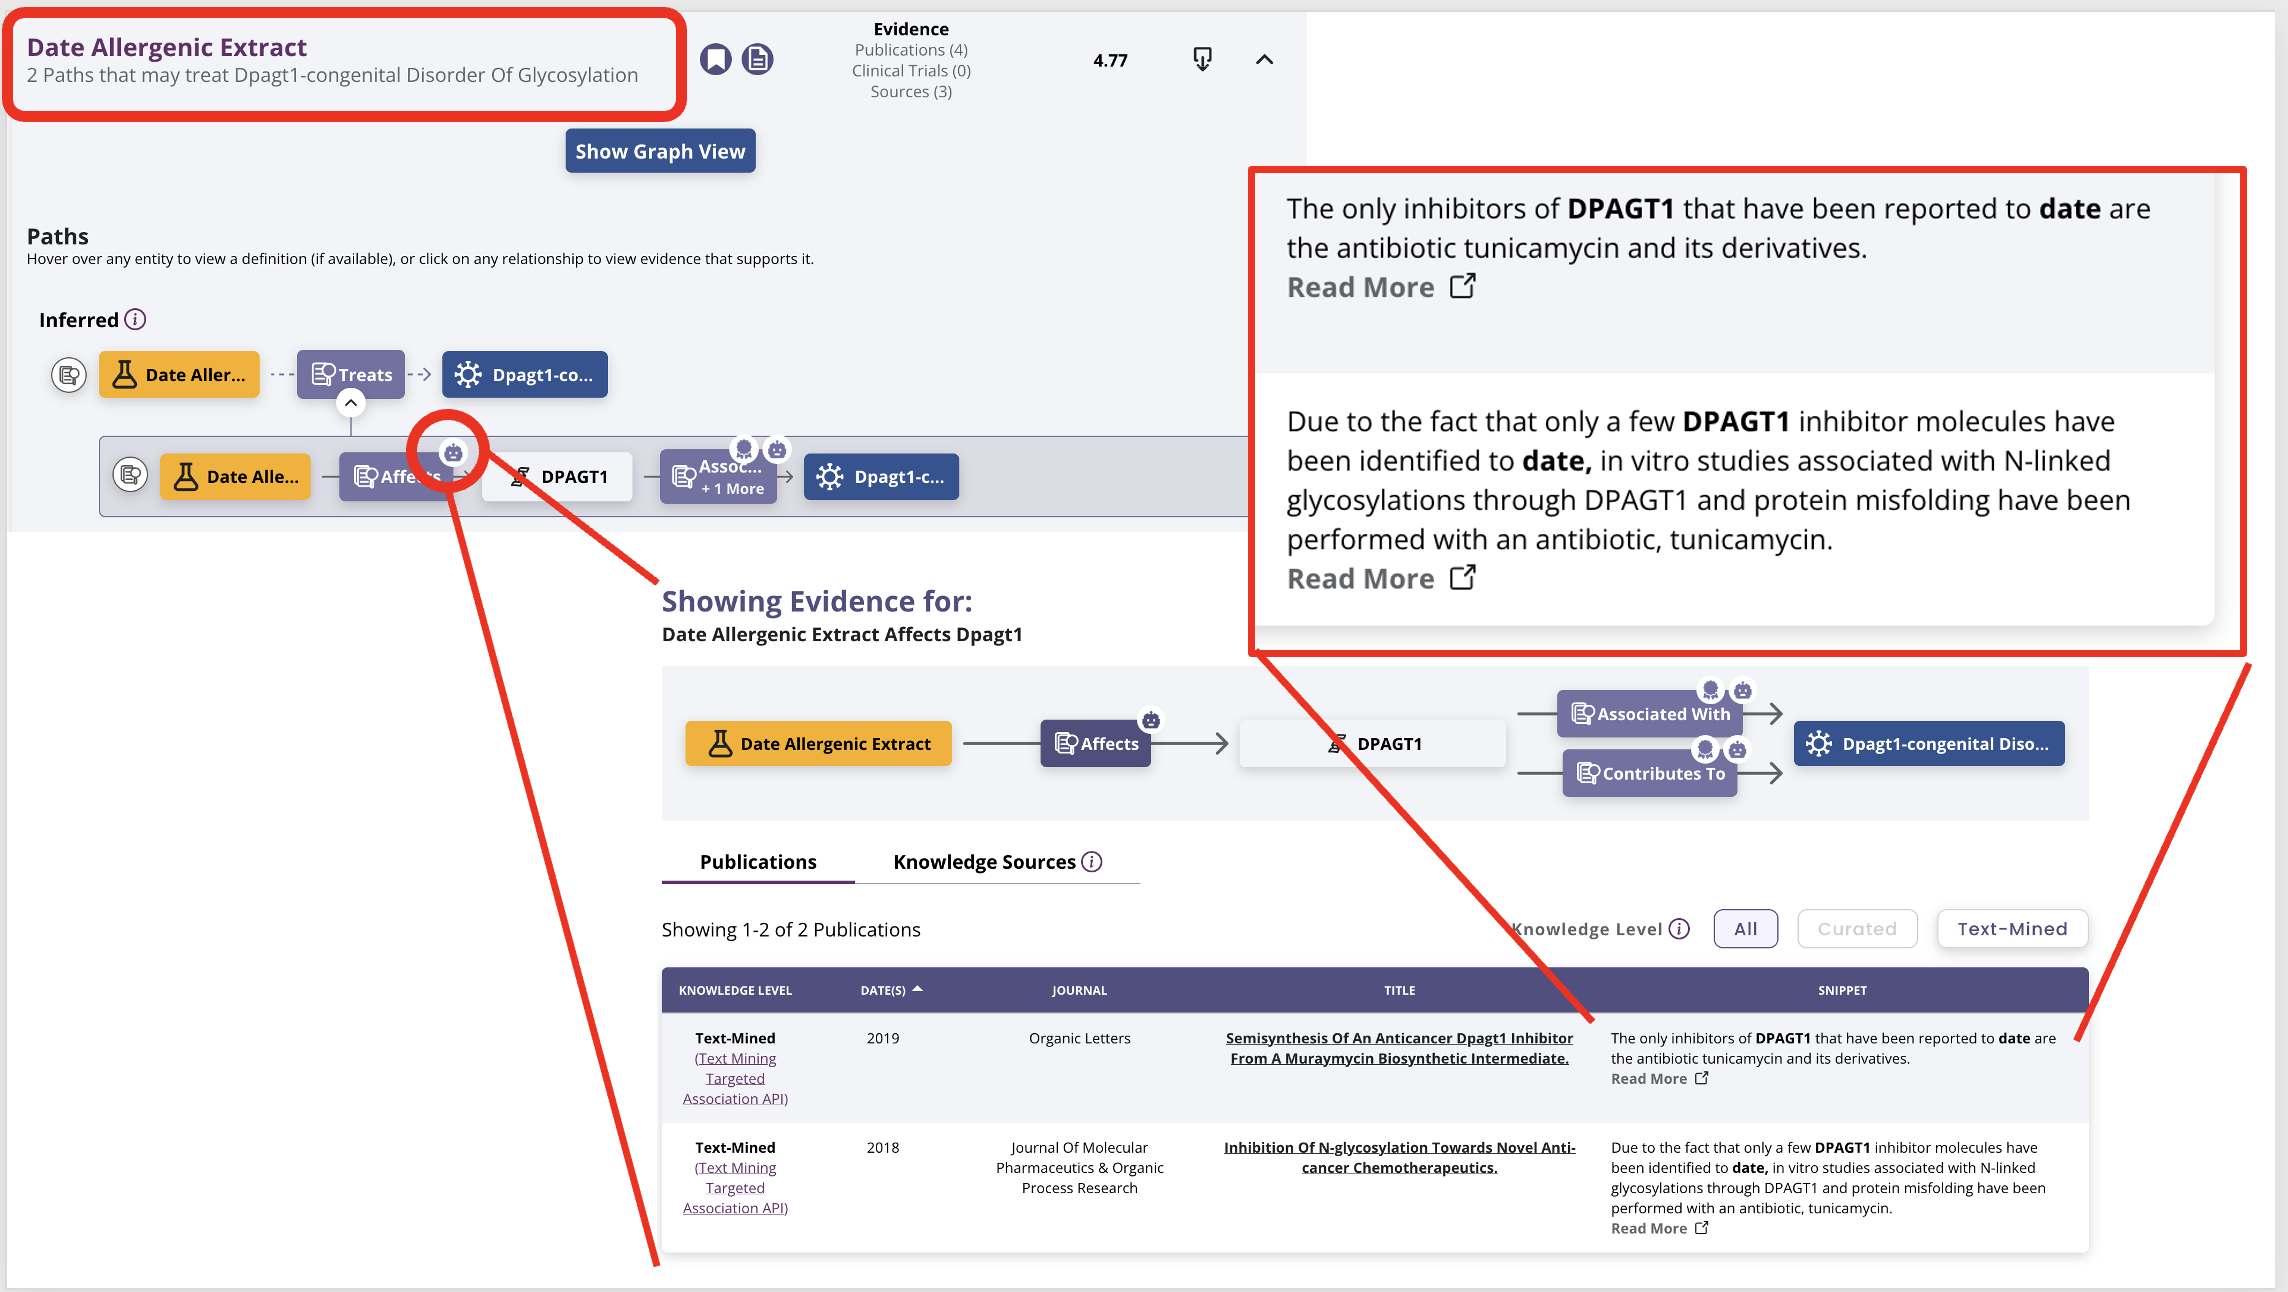 Date Allergenic Extract
2 Paths that may treat Dpagt1-congenital Disorder Of Glycosylation
Evidence
Publications (4)
Clinical Trials (0)
Sources (3)
4.77
Show Graph View
Paths
Hover over any entity to view a definition (if available), or click on any relationship to view evidence that supports it.
Inferred
Date Aller...
Treats
Dpagt1-co...
Date Alle...
Affects
DPAGT1
Assoc...
+ 1 More
Dpagt1-c...
The only inhibitors of DPAGT1 that have been reported to date are
the antibiotic tunicamycin and its derivatives.
Read More
Due to the fact that only a few DPAGT1 inhibitor molecules have
been identified to date, in vitro studies associated with N-linked
glycosylations through DPAGT1 and protein misfolding have been
performed with an antibiotic, tunicamycin.
Read More
Showing Evidence for:
Date Allergenic Extract Affects Dpagt1
Date Allergenic Extract
Affects
DPAGT1
Associated With
Contributes To
Dpagt1-congenital Diso...
Publications
Knowledge Sources
Showing 1-2 of 2 Publications
Knowledge Level
All
Curated
Text-Mined
KNOWLEDGE LEVEL
DATE(S)
JOURNAL
TITLE
SNIPPET
Text-Mined
(Text Mining
Targeted
Association API)
2019
Organic Letters
Semisynthesis Of An Anticancer Dpagt1 Inhibitor
From A Muraymycin Biosynthetic Intermediate.
The only inhibitors of DPAGT1 that have been reported to date are
the antibiotic tunicamycin and its derivatives.
Read More
Text-Mined
(Text Mining
Targeted
Association API)
2018
Journal Of Molecular
Pharmaceutics & Organic
Process Research
Inhibition Of N-glycosylation Towards Novel Anti-
cancer Chemotherapeutics.
Due to the fact that only a few DPAGT1 inhibitor molecules have
been identified to date, in vitro studies associated with N-linked
glycosylations through DPAGT1 and protein misfolding have been
performed with an antibiotic, tunicamycin.
Read More